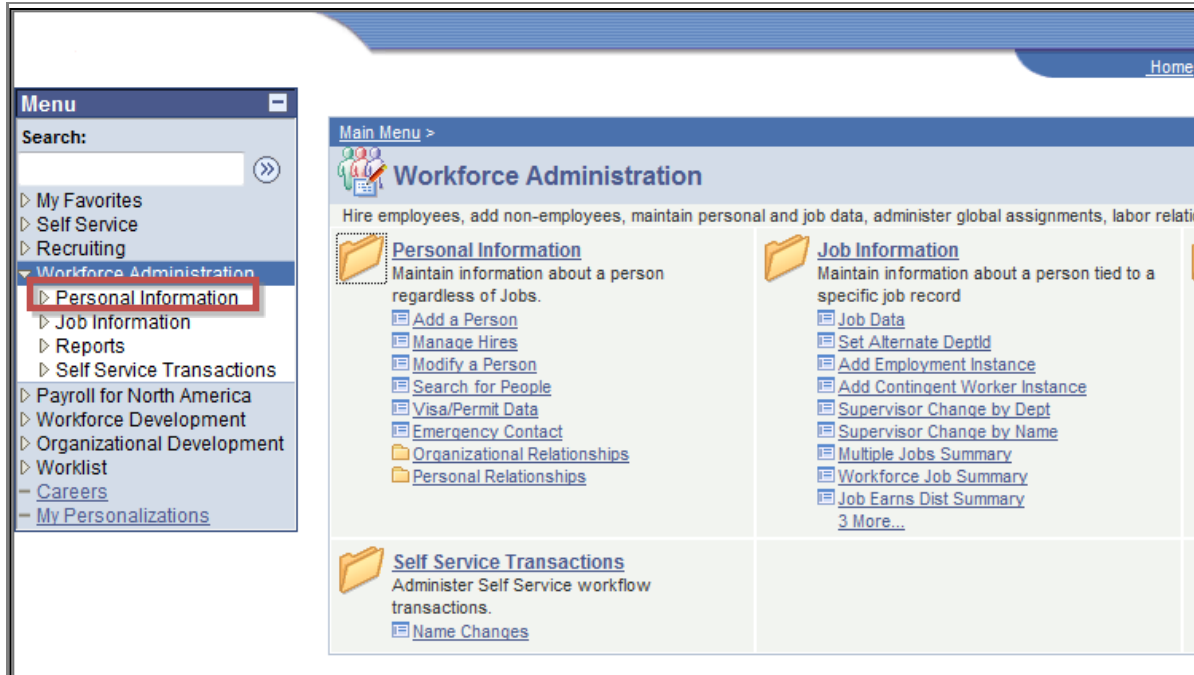 Home
Menu
Search:
My Favorites
Self Service
Recruiting
Workforce Administration
Personal Information
Job Information
Reports
Self Service Transactions
Payroll for North America
Workforce Development
Organizational Development
Worklist
Careers
My Personalizations
Main Menu >
Workforce Administration
Hire employees, add non-employees, maintain personal and job data, administer global assignments, labor
Personal Information
Maintain information about a person
regardless of Jobs.
Add a Person
Manage Hires
Modify a Person
Search for People
Visa/Permit Data
Emergency Contact
Organizational Relationships
Personal Relationships
Job Information
Maintain information about a person tied to a
specific job record
Job Data
Set Alternate DeptId
Add Employment Instance
Add Contingent Worker Instance
Supervisor Change by Dept
Supervisor Change by Name
Multiple Jobs Summary
Workforce Job Summary
Job Earns Dist Summary
3 More...
Self Service Transactions
Administer Self Service workflow
transactions.
Name Changes